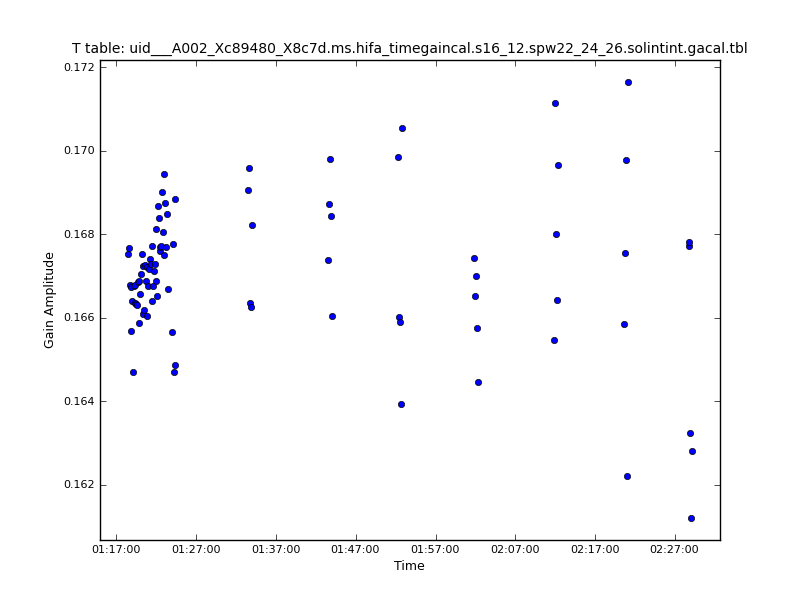 T table: uid___A002_Xc89480_X8c7d.ms.hifa_timegaincal.s16_12.spw22_24_26.solintint.gacal.tbl
0.172
0.170
0.168
0.166
0.164
0.162
Gain Amplitude
01:17:00 01:27:00 01:37:00 01:47:00 01:57:00 02:07:00 02:17:00 02:27:00
Time